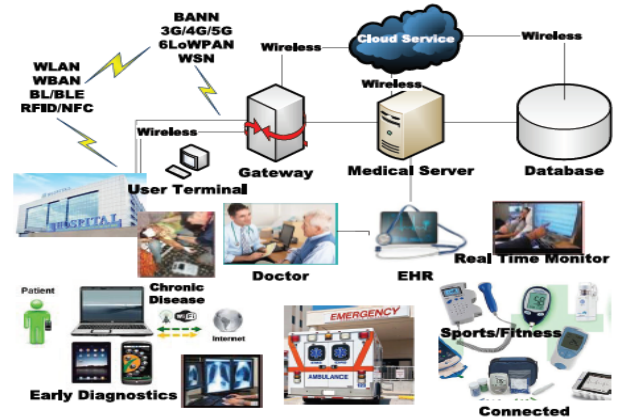 BANN
3G/4G/5G
6LoWPAN
WSN
WLAN
WBAN
BL/BLE
RFID/NFC
Cloud Service
Wireless
Wireless
Wireless
Wireless
User Terminal
Gateway
Medical Server
Database
HOSPITAL
Chronic
Disease
Doctor
EHR
Real Time Monitor
Patient
WiFi
Internet
Early Diagnostics
EMERGENCY
AMBULANCE
58
Sports/Fitness
Connected